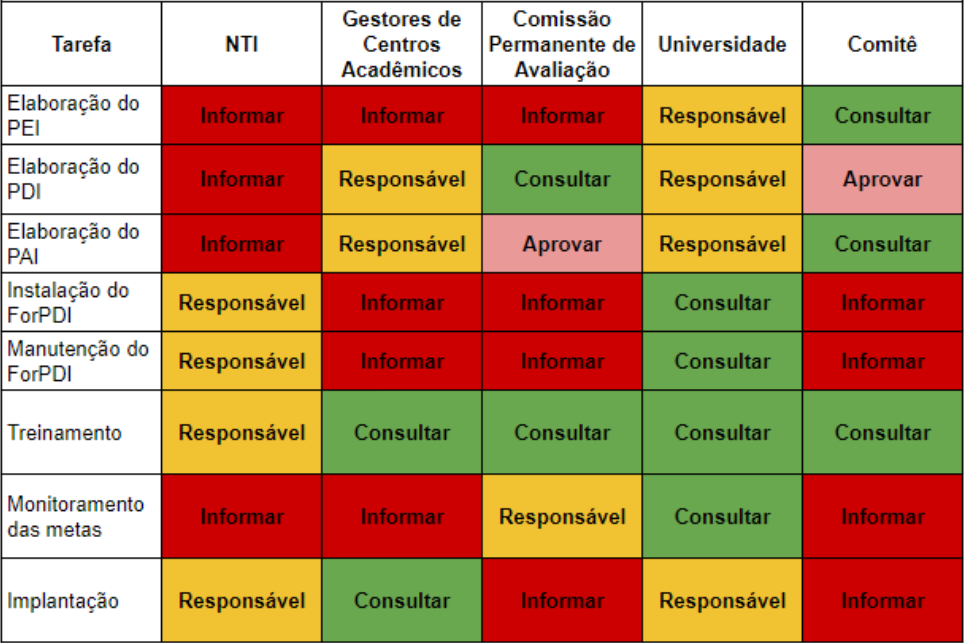 Tarefa
NTI
Gestores de
Centros
Acadêmicos
Comissão
Permanente de
Avaliação
Universidade
Comitê
Elaboração do
PEI
Informar
Informar
Informar
Responsável
Consultar
Elaboração do
PDI
Informar
Responsável
Consultar
Responsável
Aprovar
Elaboração do
PAI
Informar
Responsável
Aprovar
Responsável
Consultar
Instalação do
ForPDI
Responsável
Informar
Informar
Consultar
Informar
Manutenção do
ForPDI
Responsável
Informar
Informar
Consultar
Informar
Treinamento
Responsável
Consultar
Consultar
Consultar
Consultar
Monitoramento
das metas
Informar
Informar
Responsável
Consultar
Informar
Implantação
Responsável
Consultar
Informar
Responsável
Informar